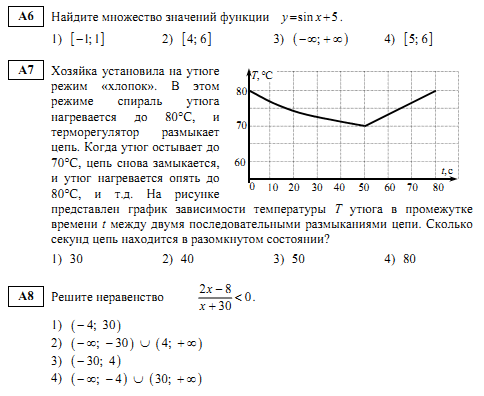 А6 Найдите множество значений функции y=sin x+5.
1) [−1; 1] 2) [4; 6] 3) (−∞; +∞) 4) [5; 6]
А7 Хозяйка установила на утюге
режим «хлопок». В этом
режиме спираль утюга
нагревается до 80°С, и
терморегулятор размыкает
цепь. Когда утюг остывает до
70°С, цепь снова замыкается,
и утюг нагревается опять до
80°С, и т.д. На рисунке
T,°C
80
70
60
0 10 20 30 40 50 60 70 80
t,c
представлен график зависимости температуры T утюга в промежутке
времени t между двумя последовательными размыканиями цепи. Сколько
секунд цепь находится в разомкнутом состоянии?
1) 30 2) 40 3) 50 4) 80
А8 Решите неравенство (2x−8)/(x+30)<0.
1) (−4; 30)
2) (−∞; −30) ∪ (4; +∞)
3) (−30; 4)
4) (−∞; −4) ∪ (30; +∞)